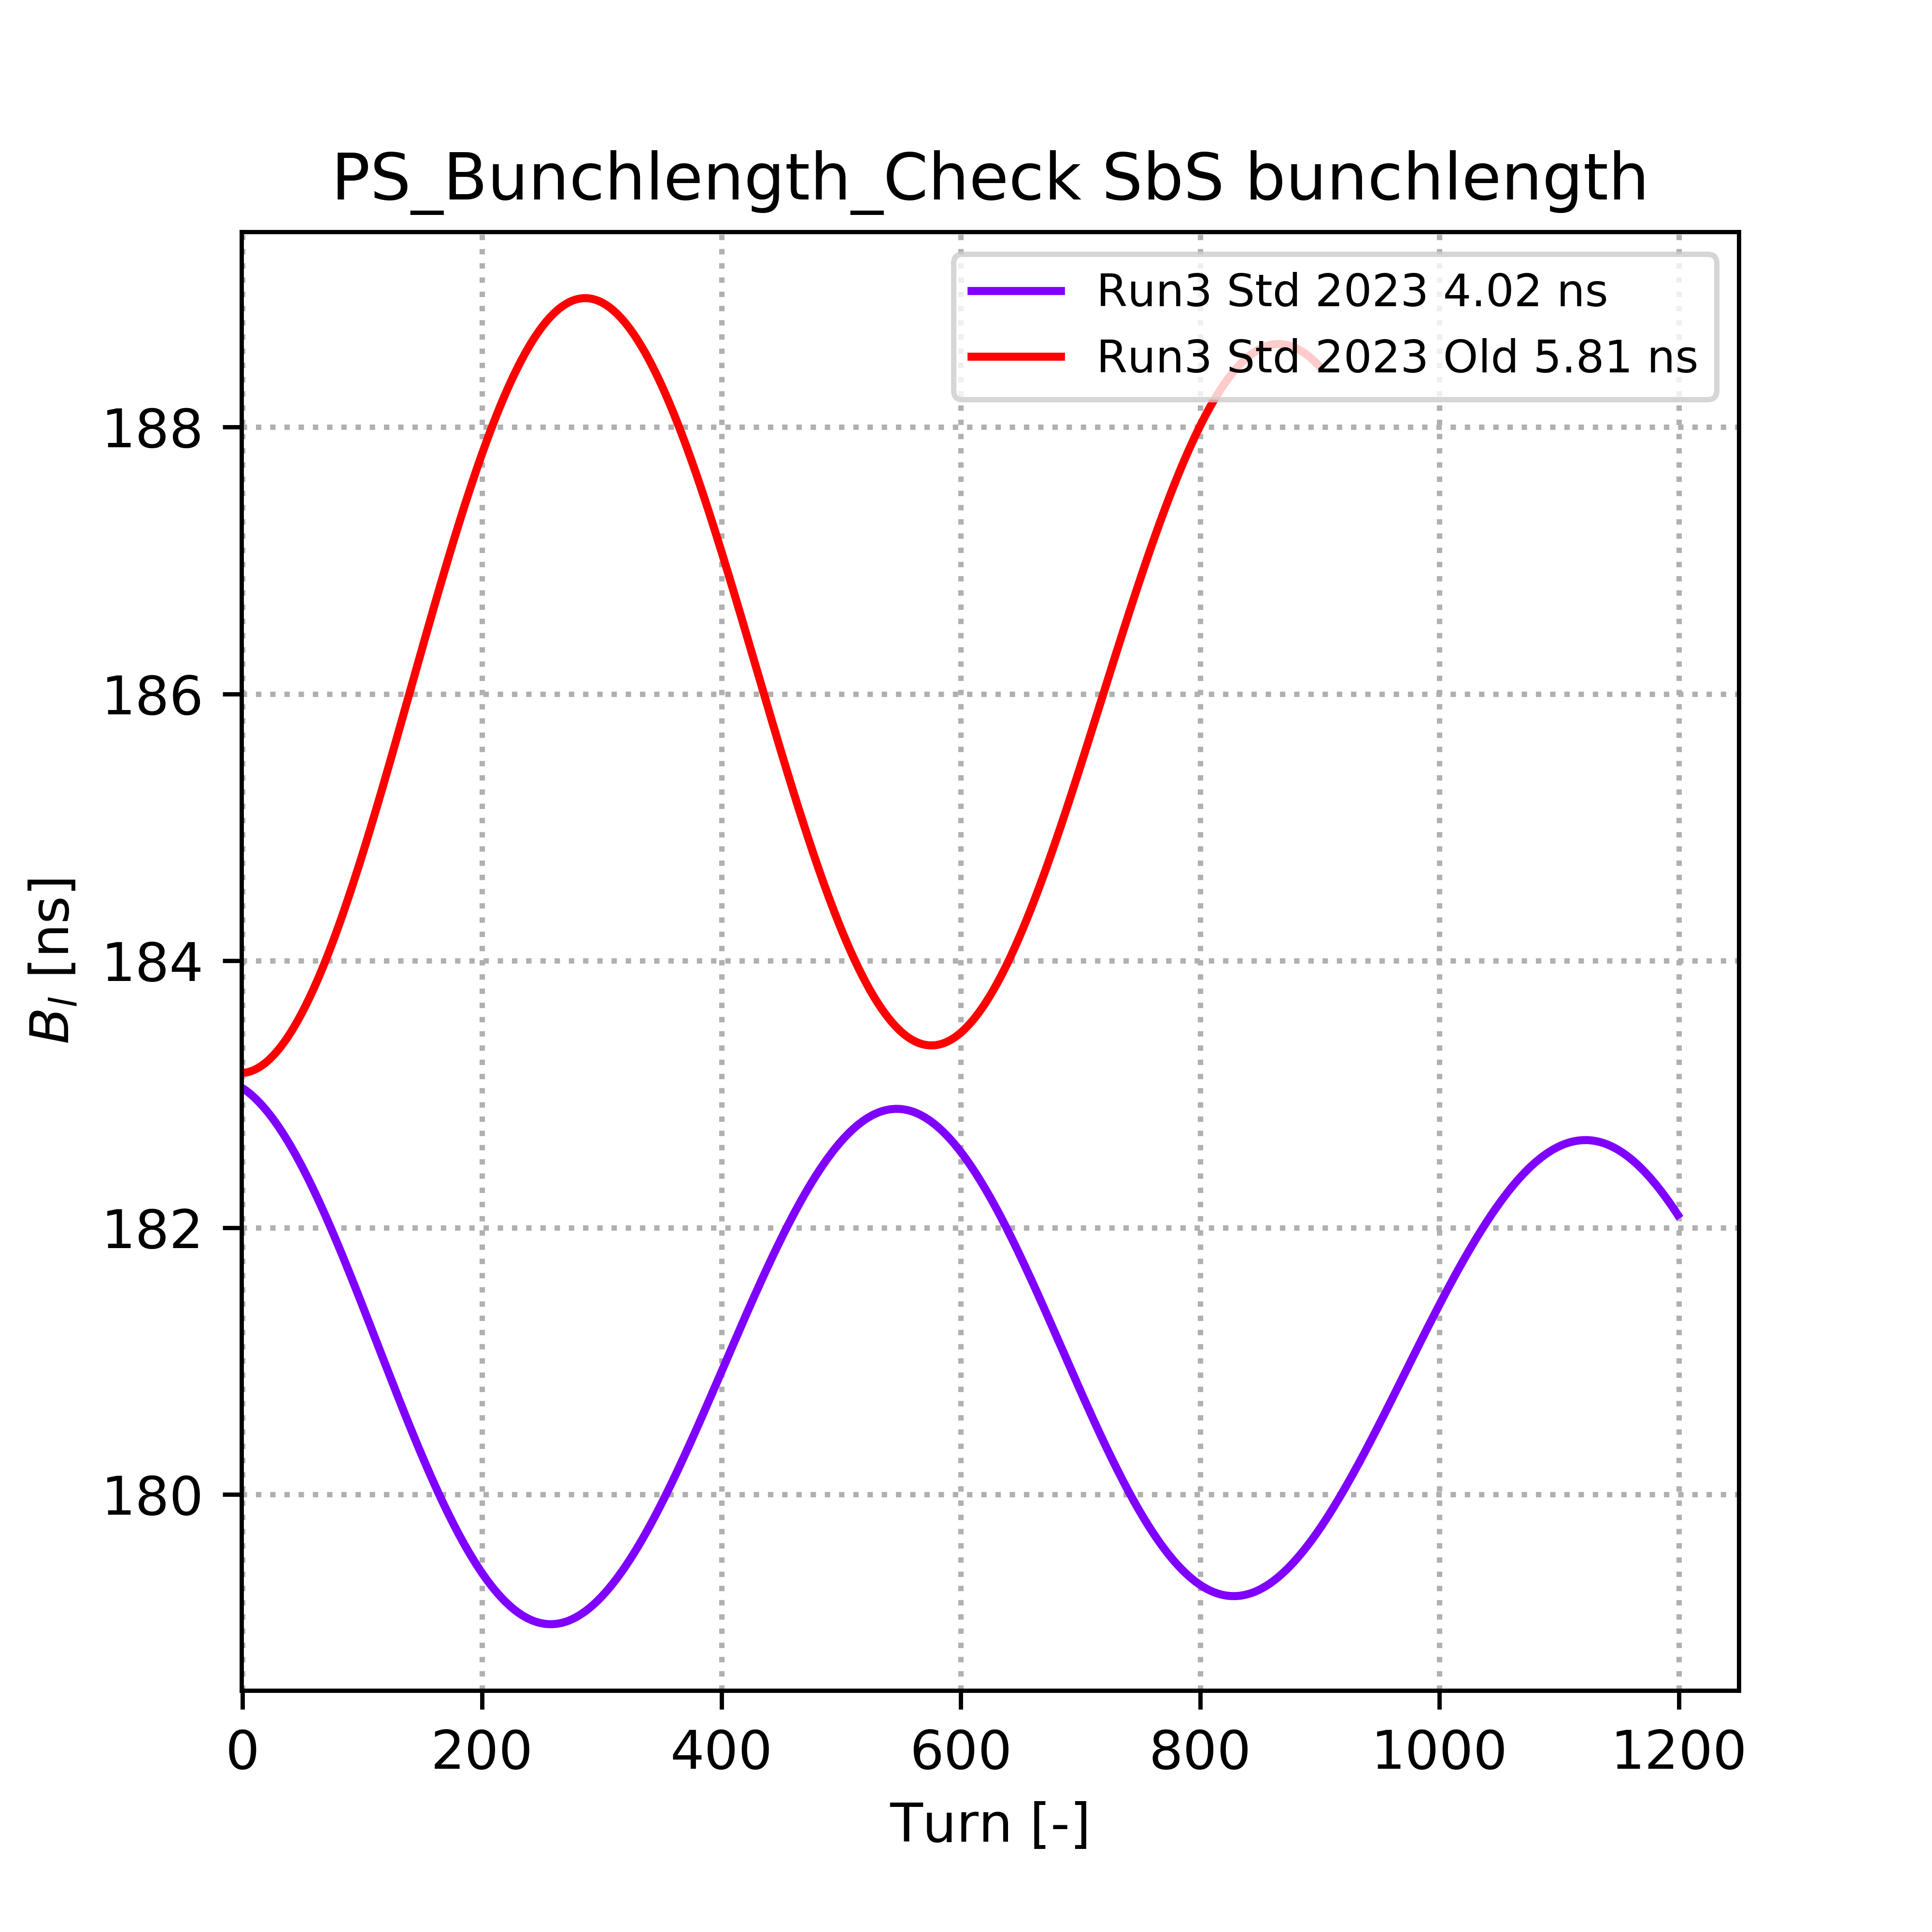 PS_Bunchlength_Check SbS bunchlength
Run3 Std 2023 4.02 ns
Run3 Std 2023 Old 5.81 ns
188
186
184
182
180
B_l [ns]
0 200 400 600 800 1000 1200
Turn [-]